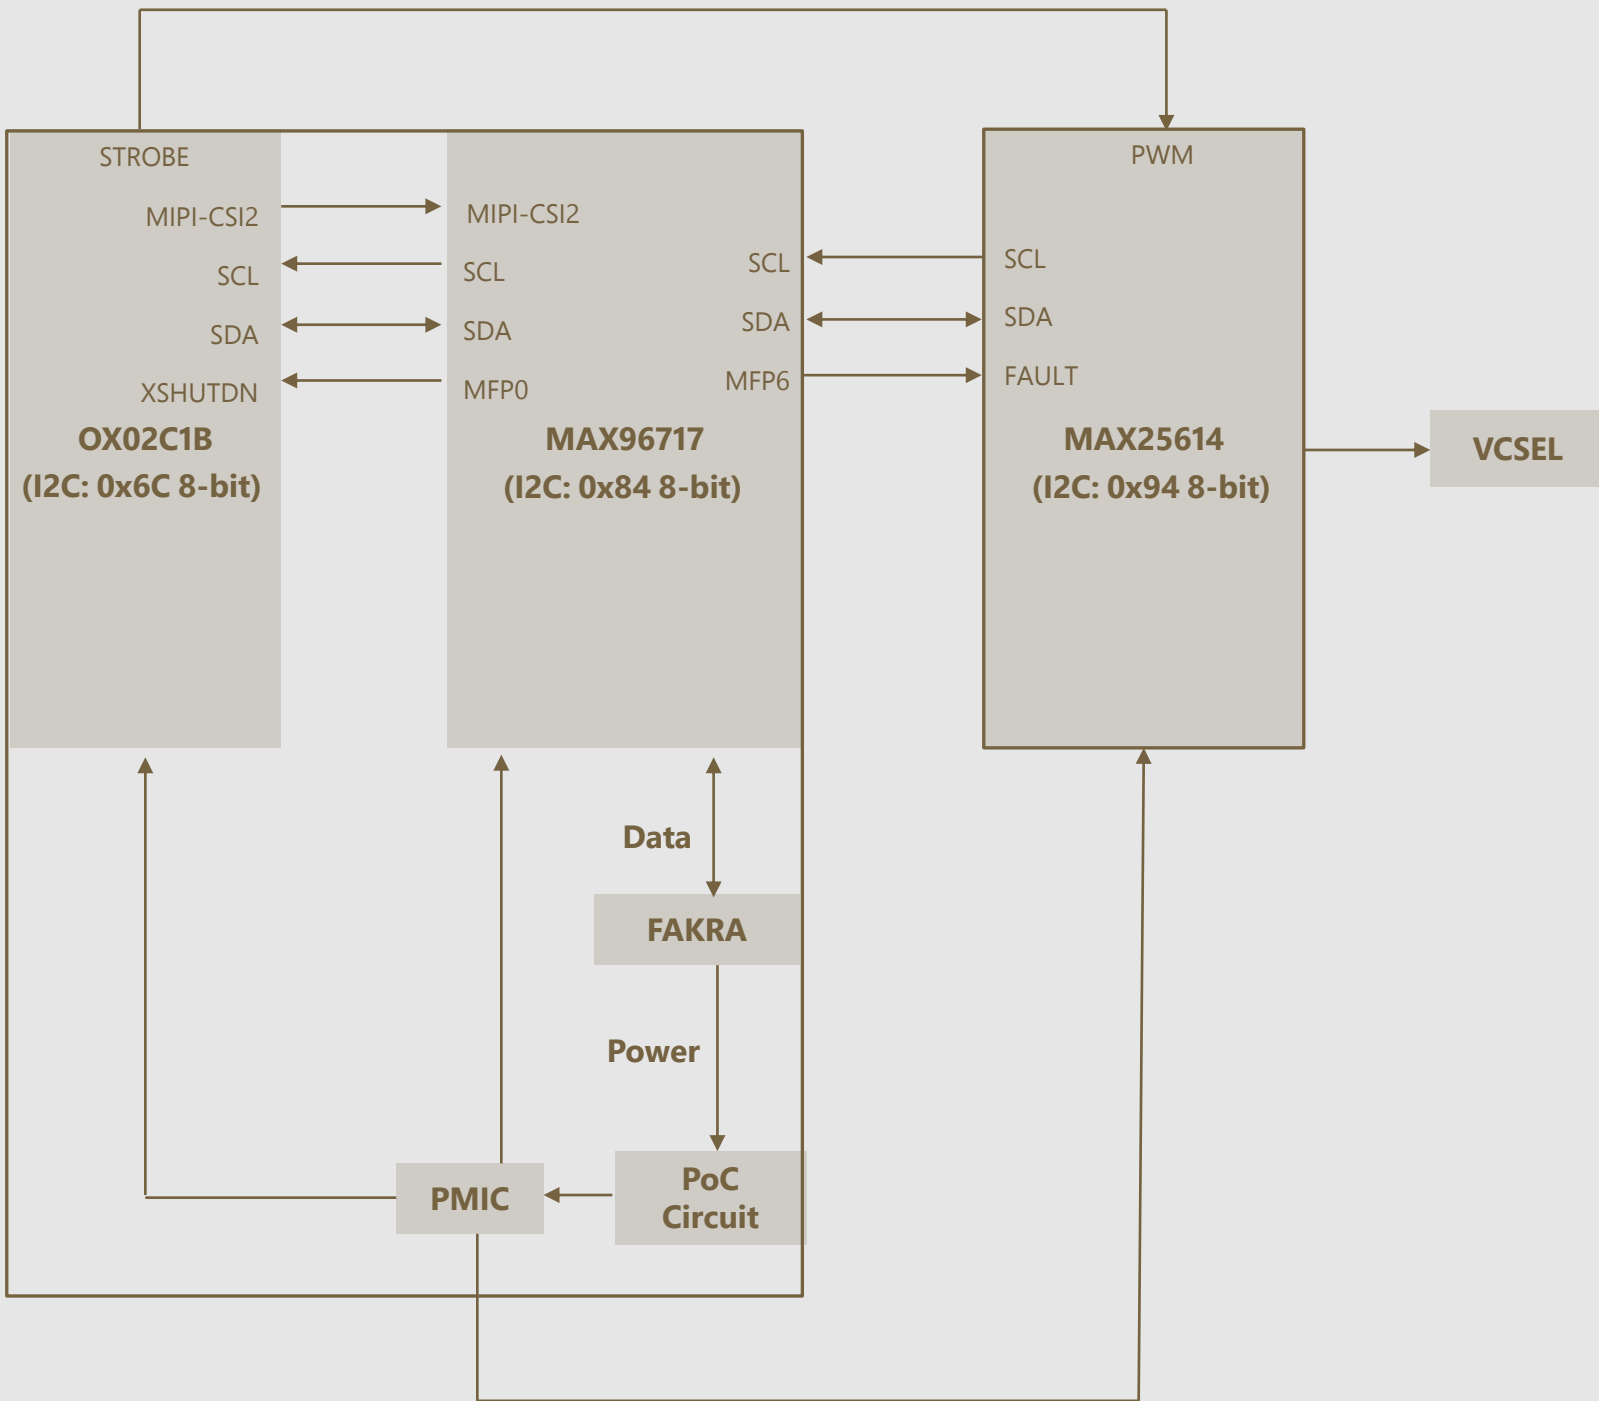 STROBE
MIPI-CSI2
SCL
SDA
XSHUTDN
OX02C1B
(I2C: 0x6C 8-bit)
MIPI-CSI2
SCL
SDA
MFP0
SCL
SDA
MFP6
MAX96717
(I2C: 0x84 8-bit)
PWM
SCL
SDA
FAULT
MAX25614
(I2C: 0x94 8-bit)
VCSEL
Data
FAKRA
Power
PoC
Circuit
PMIC